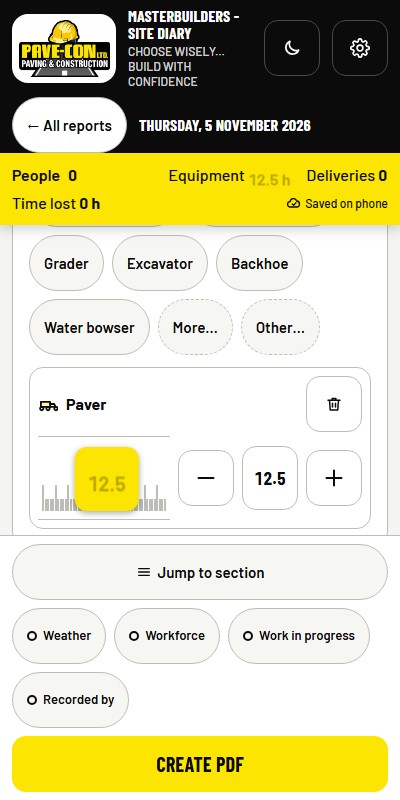 MASTERBUILDERS -
SITE DIARY
CHOOSE WISELY...
BUILD WITH
CONFIDENCE
PAVE-CON LTD.
PAVING & CONSTRUCTION
← All reports
THURSDAY, 5 NOVEMBER 2026
People 0
Equipment 12.5 h
Deliveries 0
Time lost 0 h
Saved on phone
Grader
Excavator
Backhoe
Water bowser
More...
Other...
Paver
12.5
12.5
Jump to section
Weather
Workforce
Work in progress
Recorded by
CREATE PDF